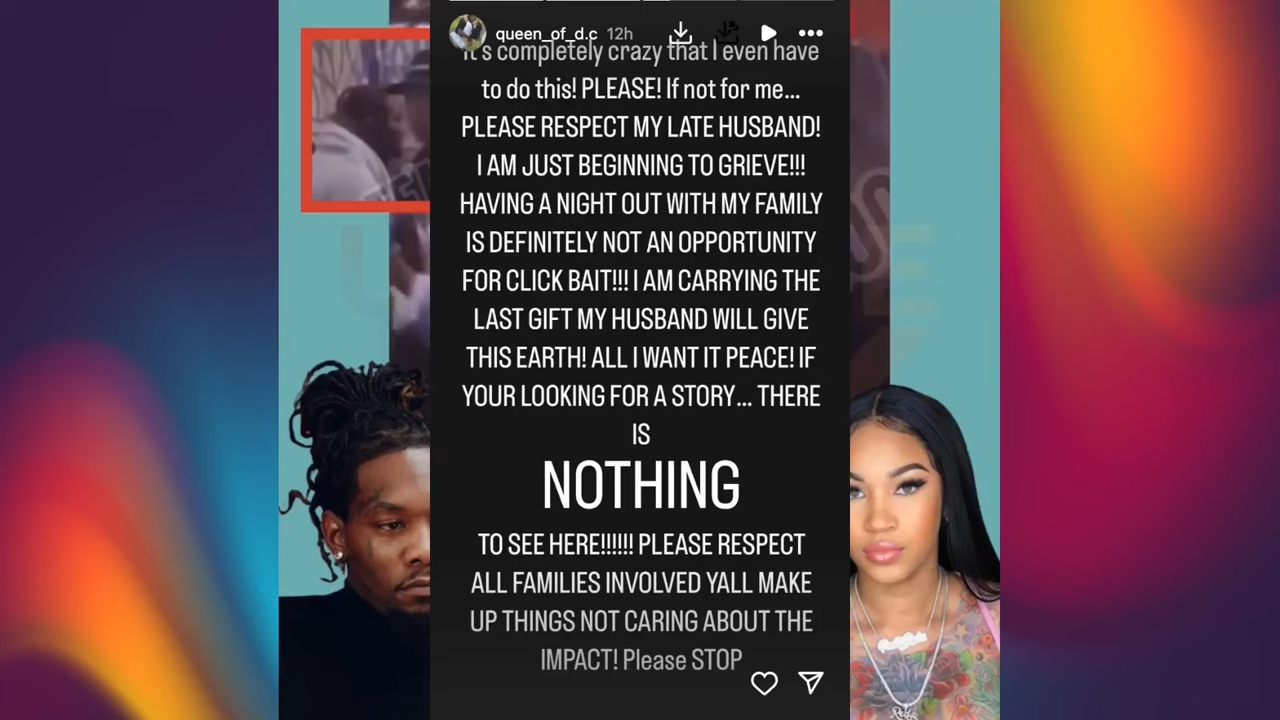 queen_of_d.c 12h
It's completely crazy that I even have
to do this! PLEASE! If not for me...
PLEASE RESPECT MY LATE HUSBAND!
I AM JUST BEGINNING TO GRIEVE!!!
HAVING A NIGHT OUT WITH MY FAMILY
IS DEFINITELY NOT AN OPPORTUNITY
FOR CLICK BAIT!!! I AM CARRYING THE
LAST GIFT MY HUSBAND WILL GIVE
THIS EARTH! ALL I WANT IT PEACE! IF
YOUR LOOKING FOR A STORY... THERE
IS
NOTHING
TO SEE HERE!!!!!! PLEASE RESPECT
ALL FAMILIES INVOLVED YALL MAKE
UP THINGS NOT CARING ABOUT THE
IMPACT! Please STOP